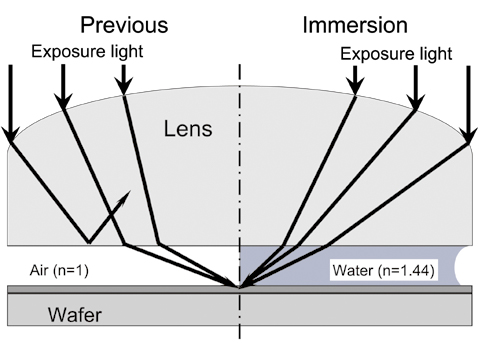 Previous
Immersion
Exposure light
Exposure light
Lens
Air (n=1)
Water (n=1.44)
Wafer